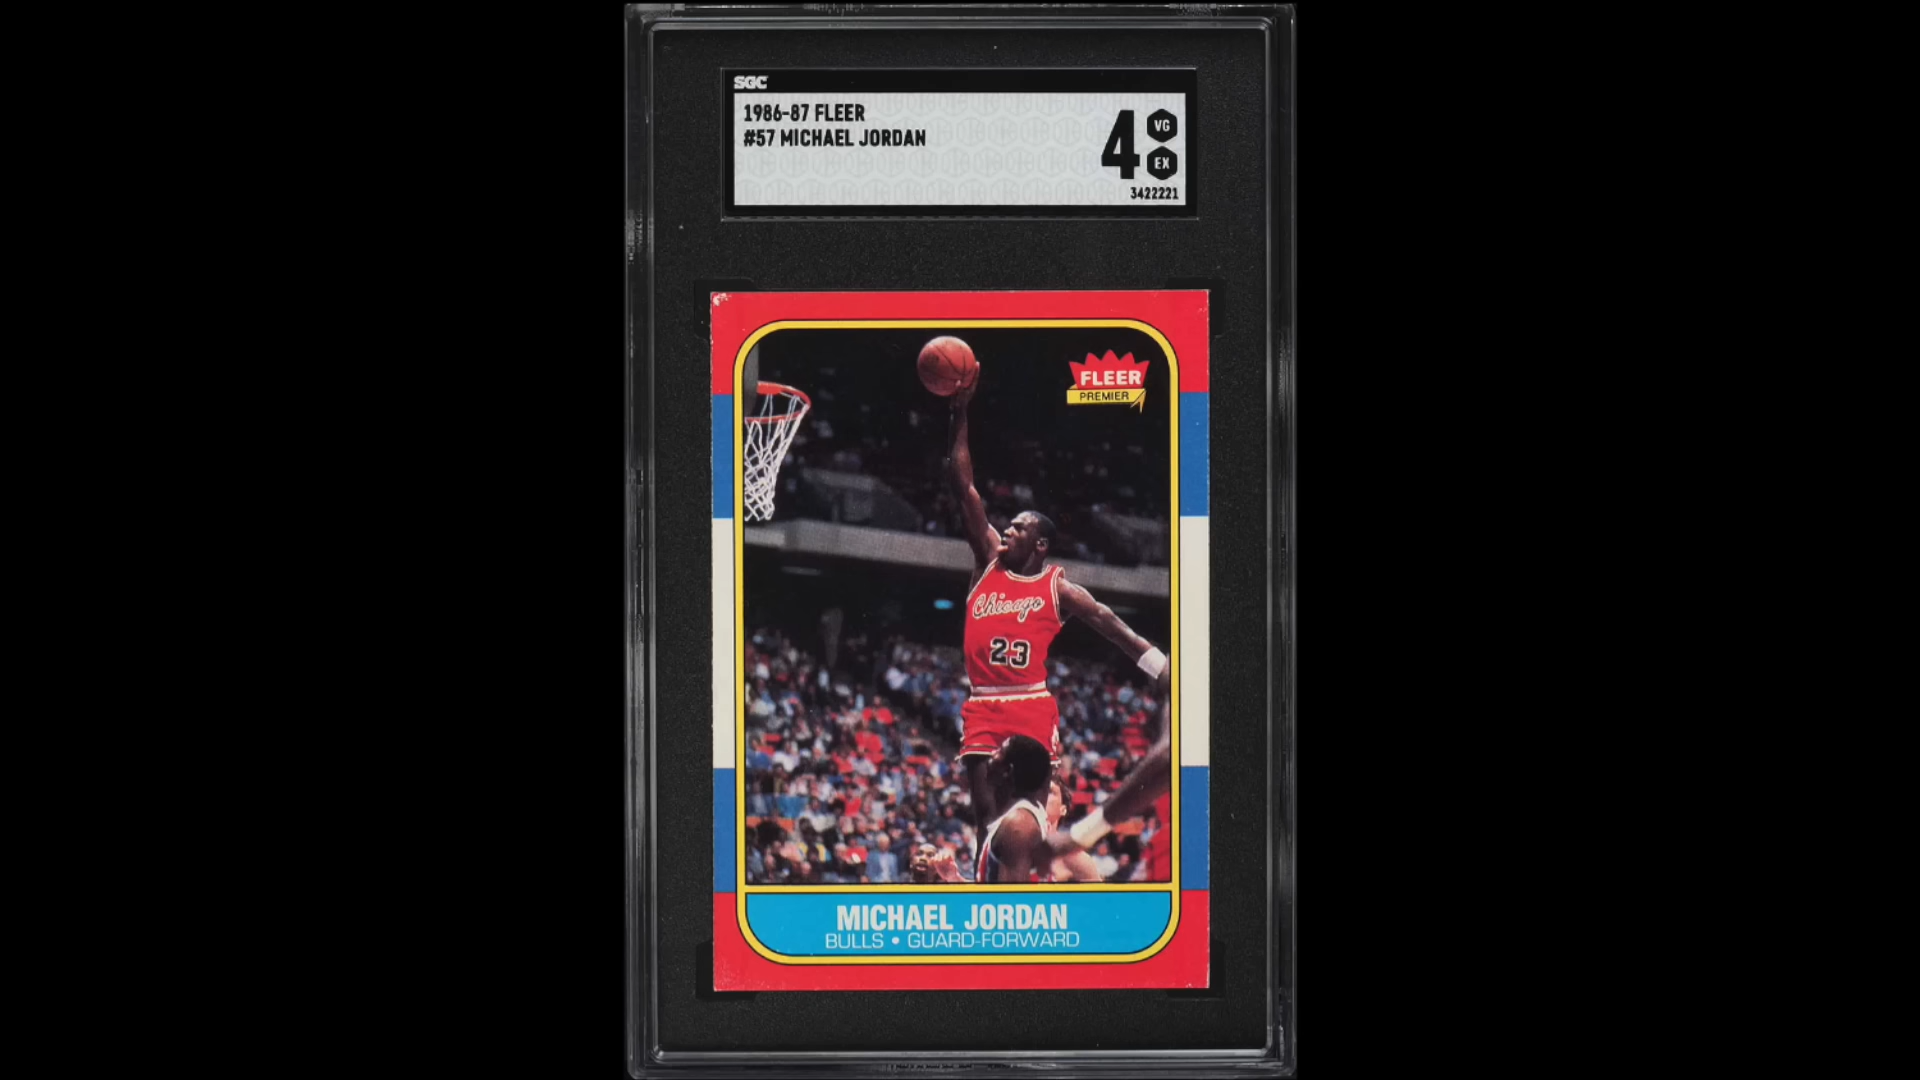 SGC
1986-87 FLEER
#57 MICHAEL JORDAN
4
VG
EX
3422221
FLEER
PREMIER
Chicago
23
MICHAEL JORDAN
BULLS • GUARD-FORWARD